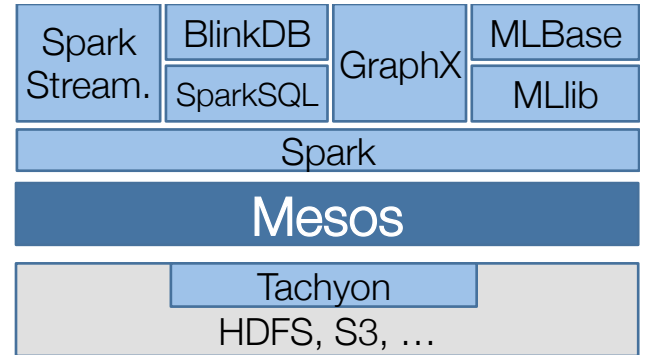 Spark
Stream.
BlinkDB
SparkSQL
GraphX
MLBase
MLlib
Spark
Mesos
Tachyon
HDFS, S3, …